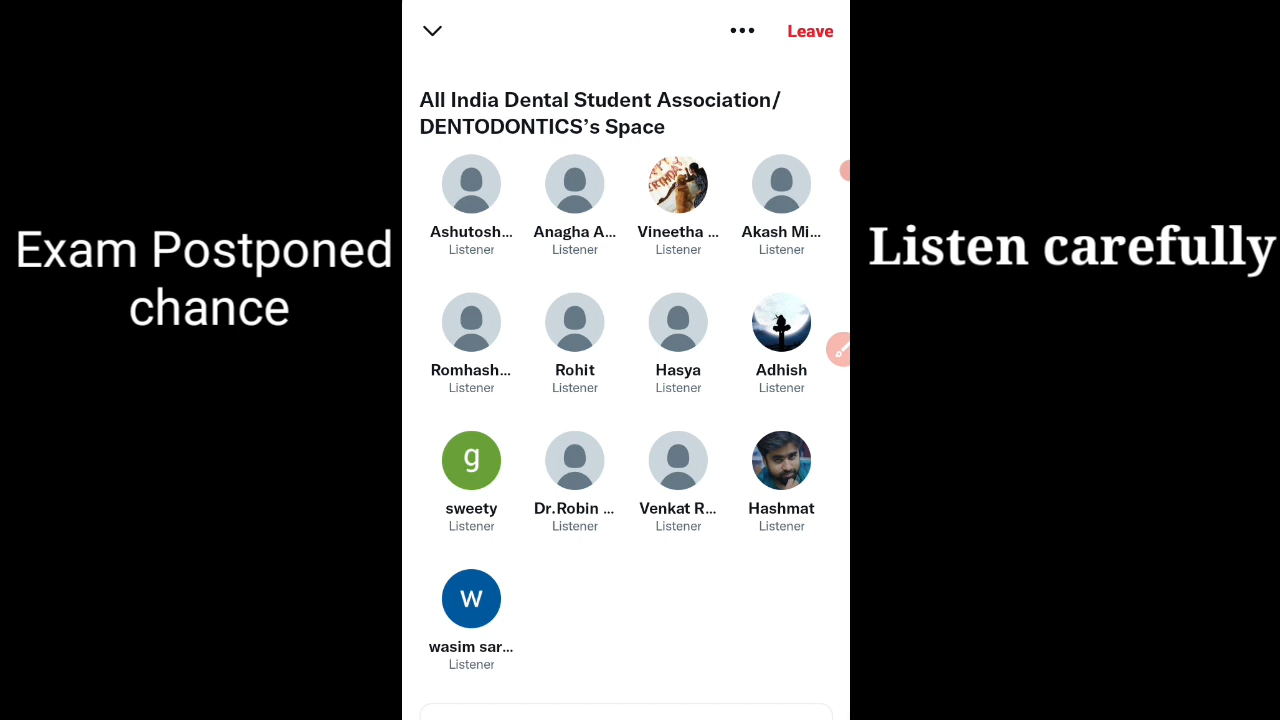 Leave
All India Dental Student Association/
DENTODONTICS’s Space
Ashutosh... Anagha A... Vineetha ... Akash Mi...
Listener Listener Listener Listener
Romhash... Rohit Hasya Adhish
Listener Listener Listener Listener
g
sweety Dr.Robin ... Venkat R... Hashmat
Listener Listener Listener Listener
w
wasim sar...
Listener
Exam Postponed
chance
Listen carefully